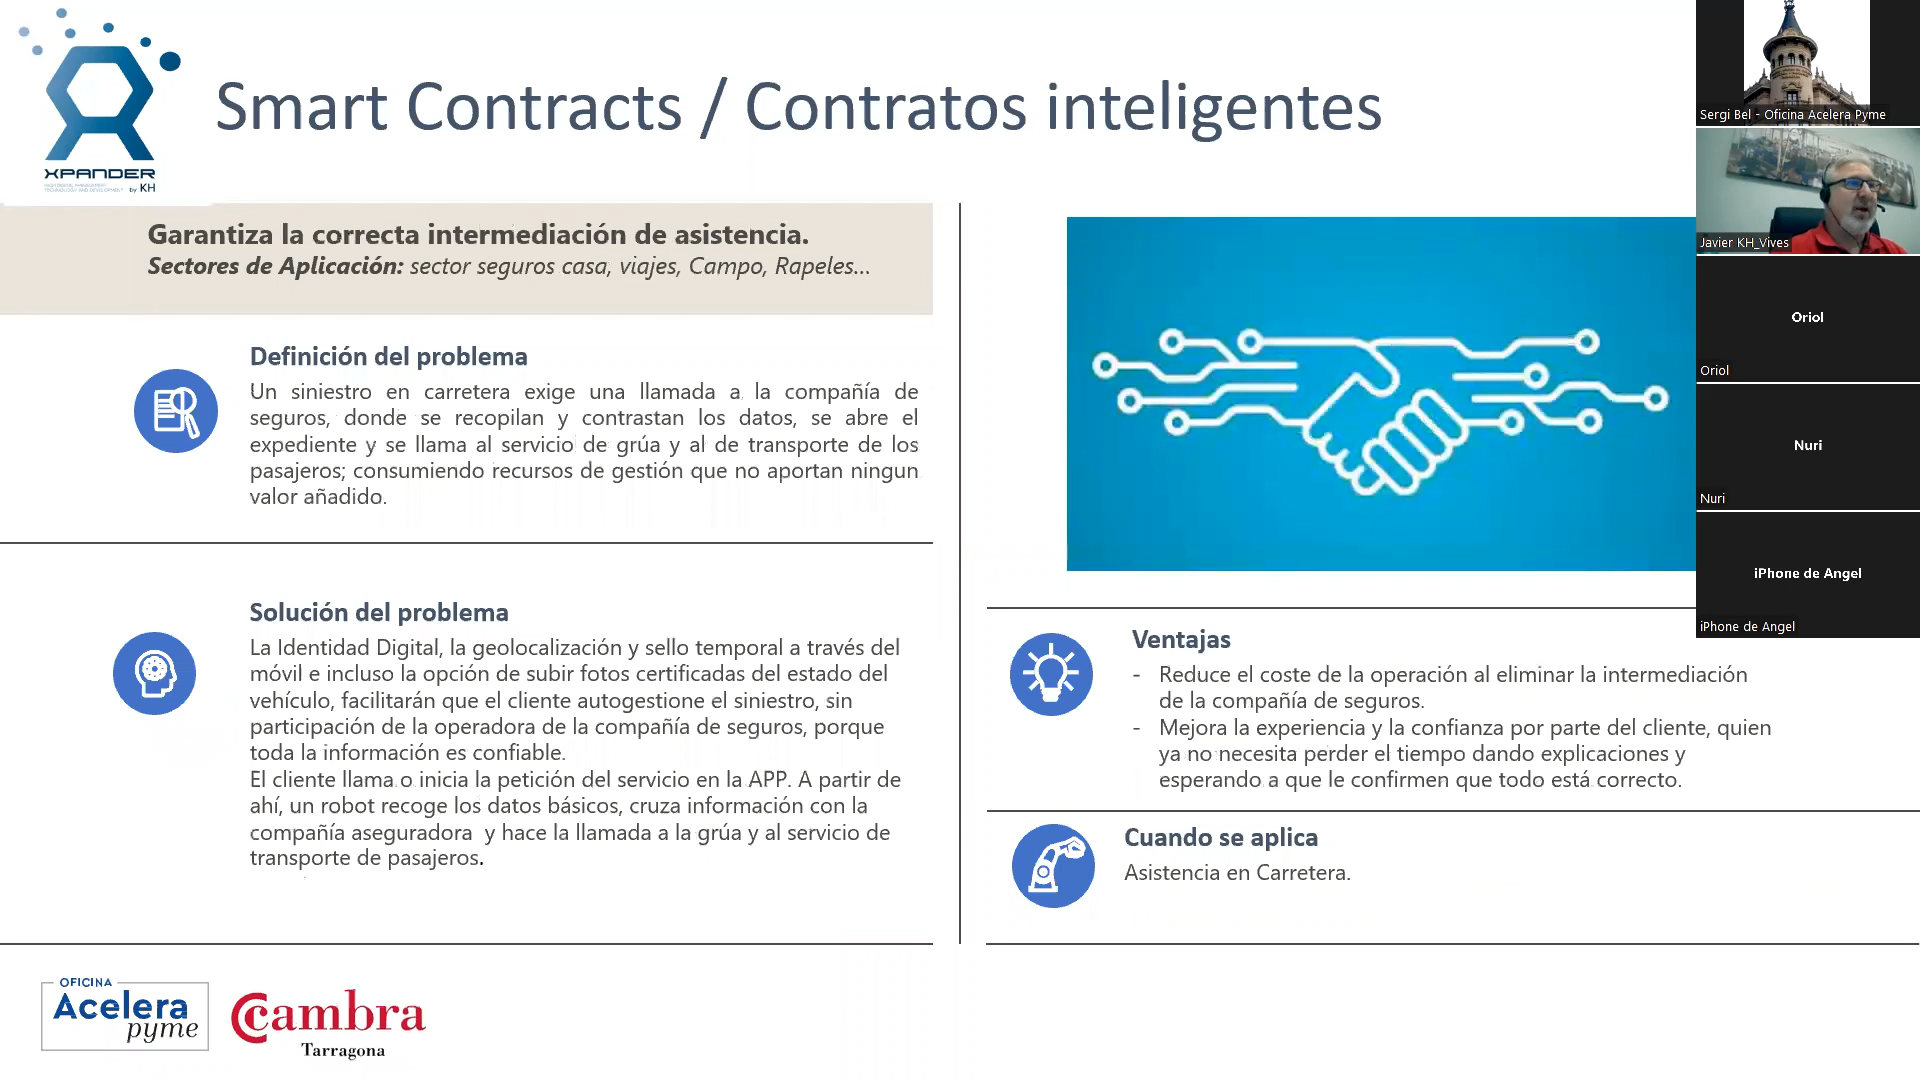 XPANDER
by KH
Smart Contracts / Contratos inteligentes
Garantiza la correcta intermediación de asistencia.
Sectores de Aplicación: sector seguros casa, viajes, Campo, Rapeles...
Definición del problema
Un siniestro en carretera exige una llamada a la compañía de
seguros, donde se recopilan y contrastan los datos, se abre el
expediente y se llama al servicio de grúa y al de transporte de los
pasajeros; consumiendo recursos de gestión que no aportan ningun
valor añadido.
Solución del problema
La Identidad Digital, la geolocalización y sello temporal a través del
móvil e incluso la opción de subir fotos certificadas del estado del
vehículo, facilitarán que el cliente autogestione el siniestro, sin
participación de la operadora de la compañía de seguros, porque
toda la información es confiable.
El cliente llama o inicia la petición del servicio en la APP. A partir de
ahí, un robot recoge los datos básicos, cruza información con la
compañía aseguradora y hace la llamada a la grúa y al servicio de
transporte de pasajeros.
Ventajas
- Reduce el coste de la operación al eliminar la intermediación
de la compañía de seguros.
- Mejora la experiencia y la confianza por parte del cliente, quien
ya no necesita perder el tiempo dando explicaciones y
esperando a que le confirmen que todo está correcto.
Cuando se aplica
Asistencia en Carretera.
OFICINA
Acelera
pyme
Cambra
Tarragona
Sergi Bel - Oficina Acelera Pyme
Javier KH_Vives
Oriol
Oriol
Nuri
Nuri
iPhone de Angel
iPhone de Angel